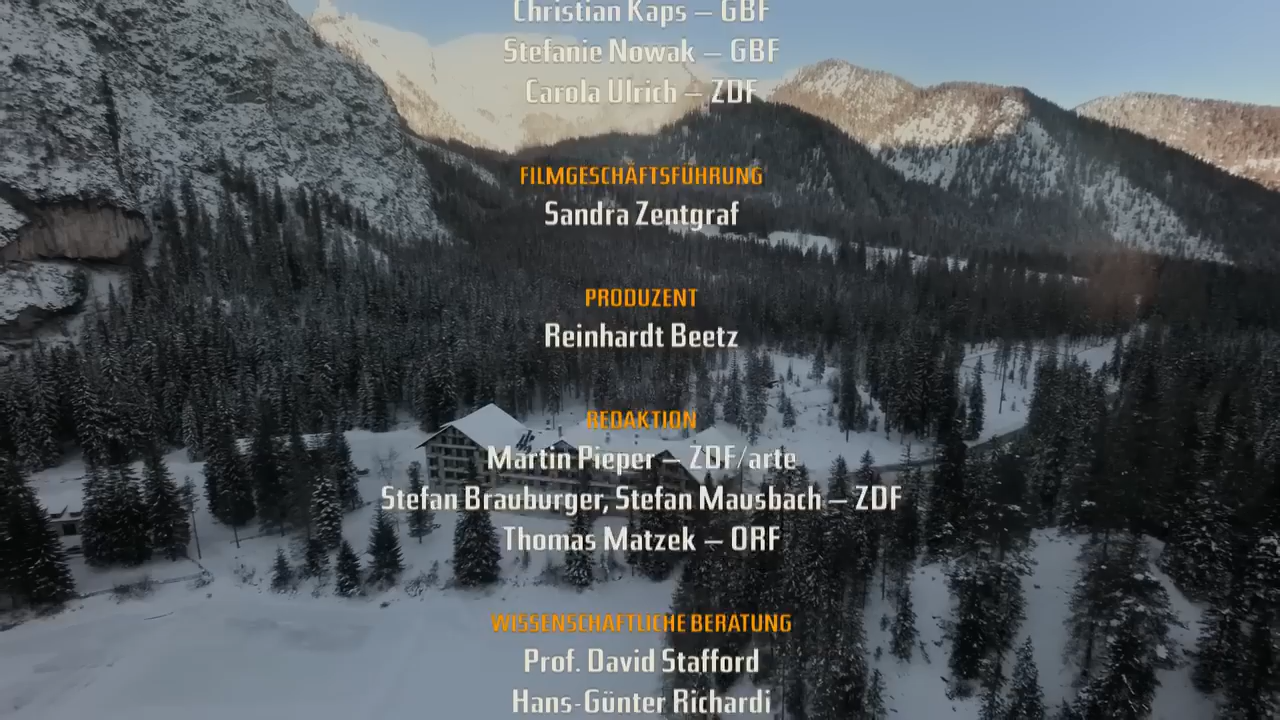 Christian Kaps – GBF
Stefanie Nowak – GBF
Carola Ulrich – ZDF
FILMGESCHÄFTSFÜHRUNG
Sandra Zentgraf
PRODUZENT
Reinhardt Beetz
REDAKTION
Martin Pieper – ZDF/arte
Stefan Brauburger, Stefan Mausbach – ZDF
Thomas Matzek – ORF
WISSENSCHAFTLICHE BERATUNG
Prof. David Stafford
Hans-Günter Richardi